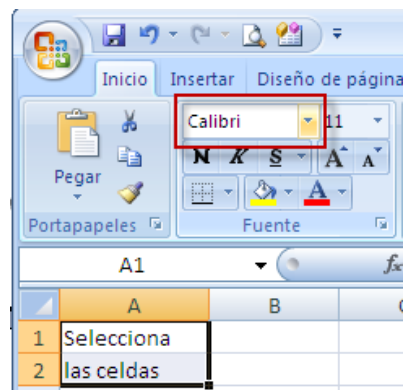 Inicio Insertar Diseño de página
Calibri 11
Pegar
N K S A A
A
Portapapeles Fuente
A1 fx
A B
1 Selecciona
2 las celdas